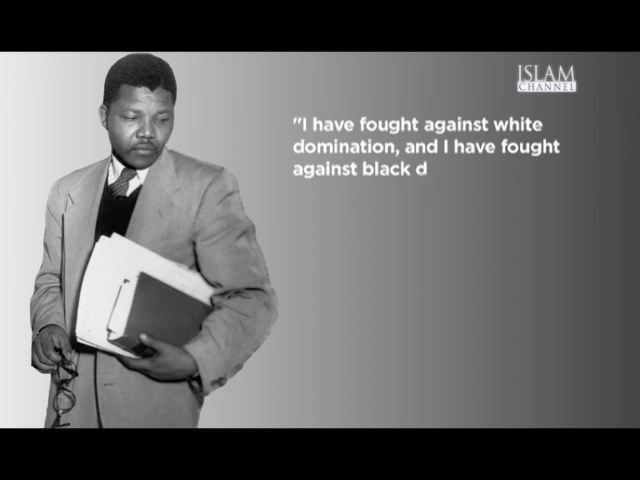 ISLAM
CHANNEL
"I have fought against white
domination, and I have fought
against black d